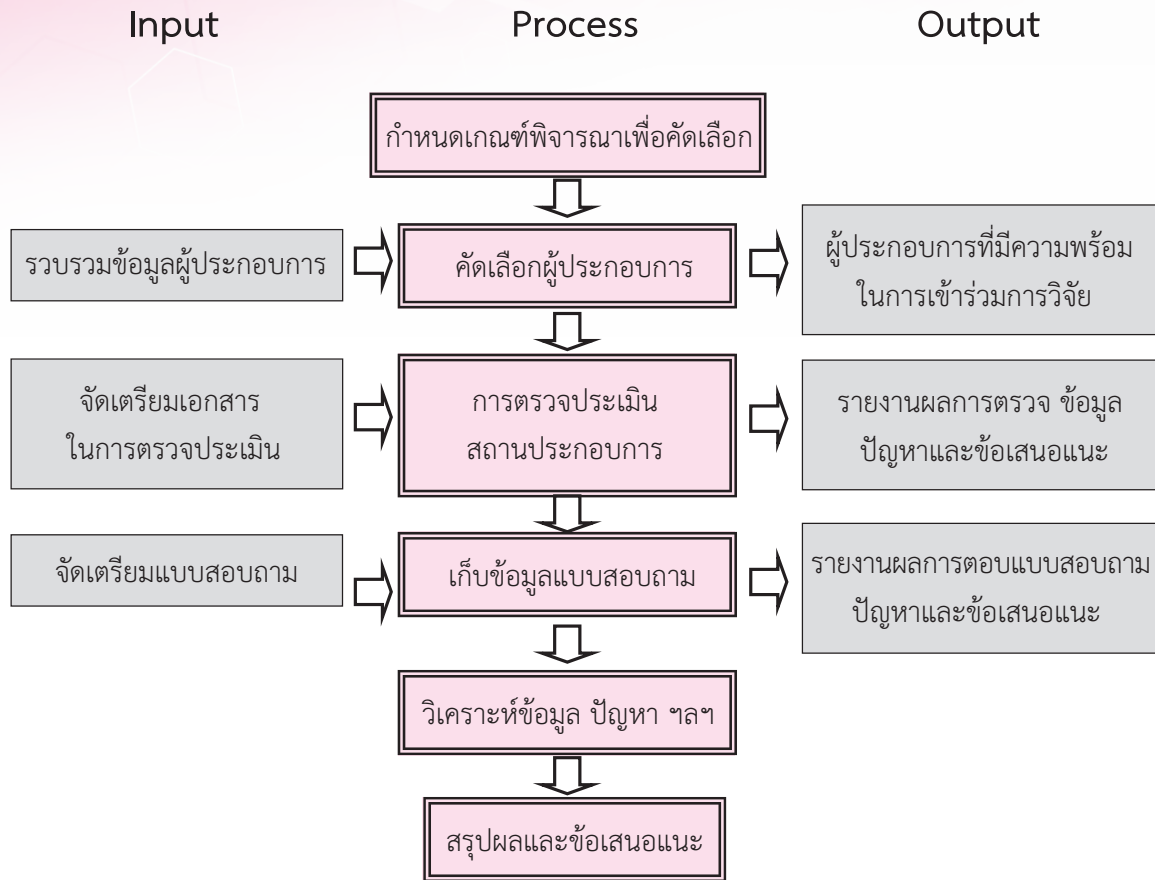 Input
Process
Output
กำหนดเกณฑ์พิจารณาเพื่อคัดเลือก
รวบรวมข้อมูลผู้ประกอบการ
คัดเลือกผู้ประกอบการ
ผู้ประกอบการที่มีความพร้อม
ในการเข้าร่วมการวิจัย
จัดเตรียมเอกสาร
ในการตรวจประเมิน
การตรวจประเมิน
สถานประกอบการ
รายงานผลการตรวจ ข้อมูล
ปัญหาและข้อเสนอแนะ
จัดเตรียมแบบสอบถาม
เก็บข้อมูลแบบสอบถาม
รายงานผลการตอบแบบสอบถาม
ปัญหาและข้อเสนอแนะ
วิเคราะห์ข้อมูล ปัญหา ฯลฯ
สรุปผลและข้อเสนอแนะ